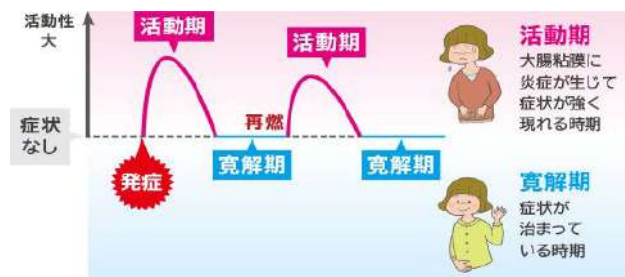 活動性
大
活動期
活動期
再燃
症状
なし
発症
寛解期
寛解期
活動期
大腸粘膜に
炎症が生じて
症状が強く
現れる時期
寛解期
症状が
治まって
いる時期